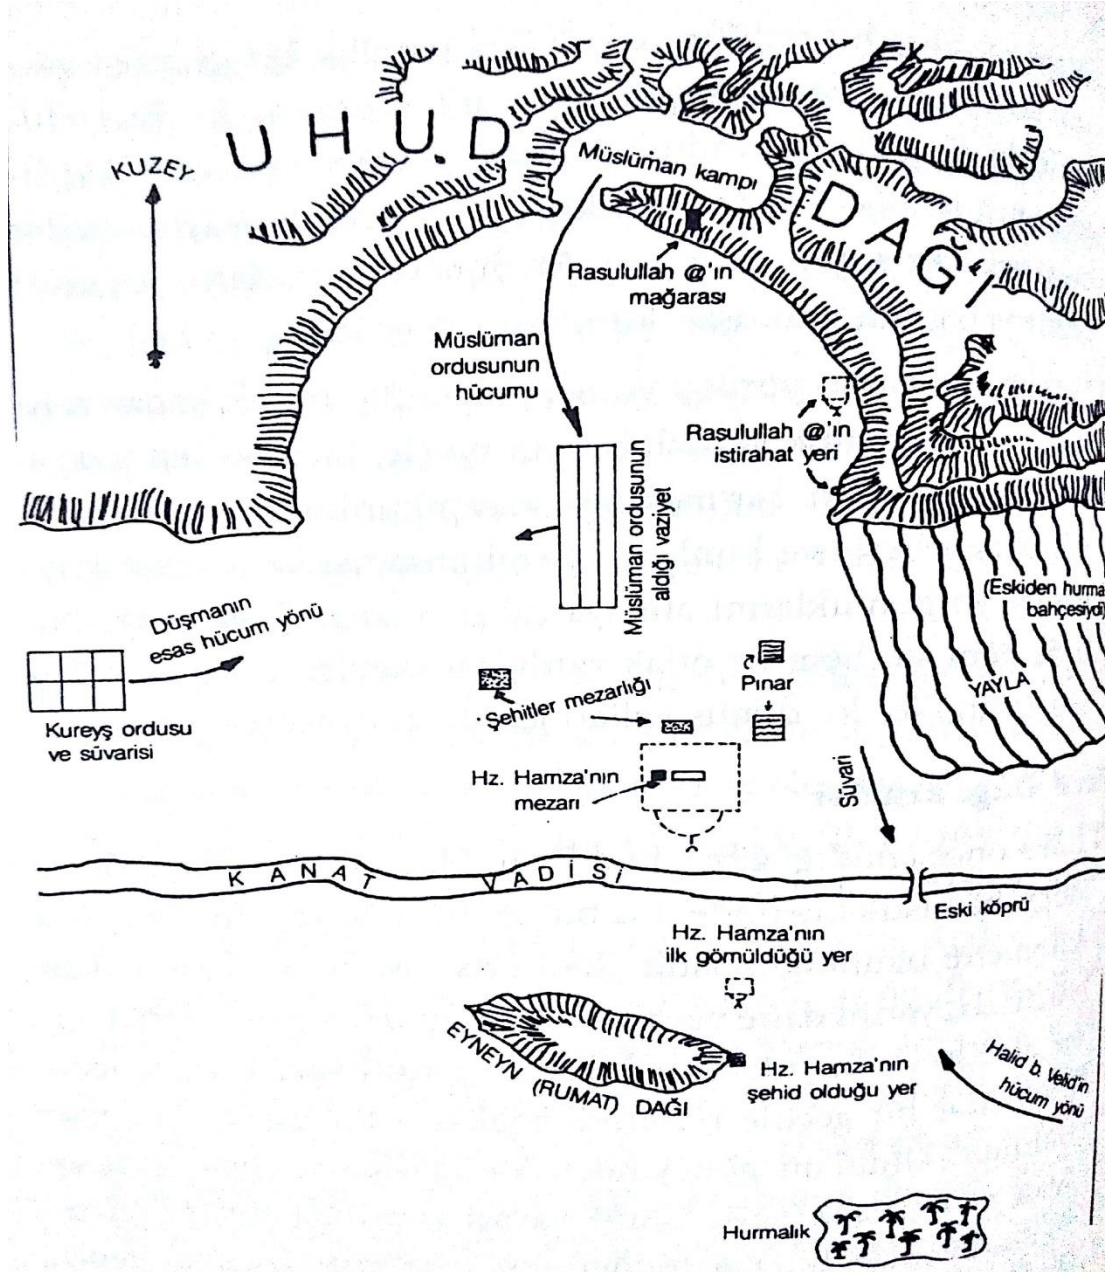 UHUD
DAĞI
KUZEY
Müslüman kampı
Rasulullah @'ın
mağarası
Müslüman
ordusunun
hücumu
Rasulullah @'ın
istirahat yeri
Müslüman ordusunun
aldığı vaziyet
(Eskiden hurma
bahçesiydi)
YAYLA
Düşmanın
esas hücum yönü
Kureyş ordusu
ve süvarisi
Şehitler mezarlığı
Pınar
Hz. Hamza'nın
mezarı
Süvari
KANAT VADİSİ
Eski köprü
Hz. Hamza'nın
ilk gömüldüğü yer
EYNEYN (RUMAT) DAĞI
Hz. Hamza'nın
şehid olduğu yer
Halid b. Velid'in
hücum yönü
Hurmalık